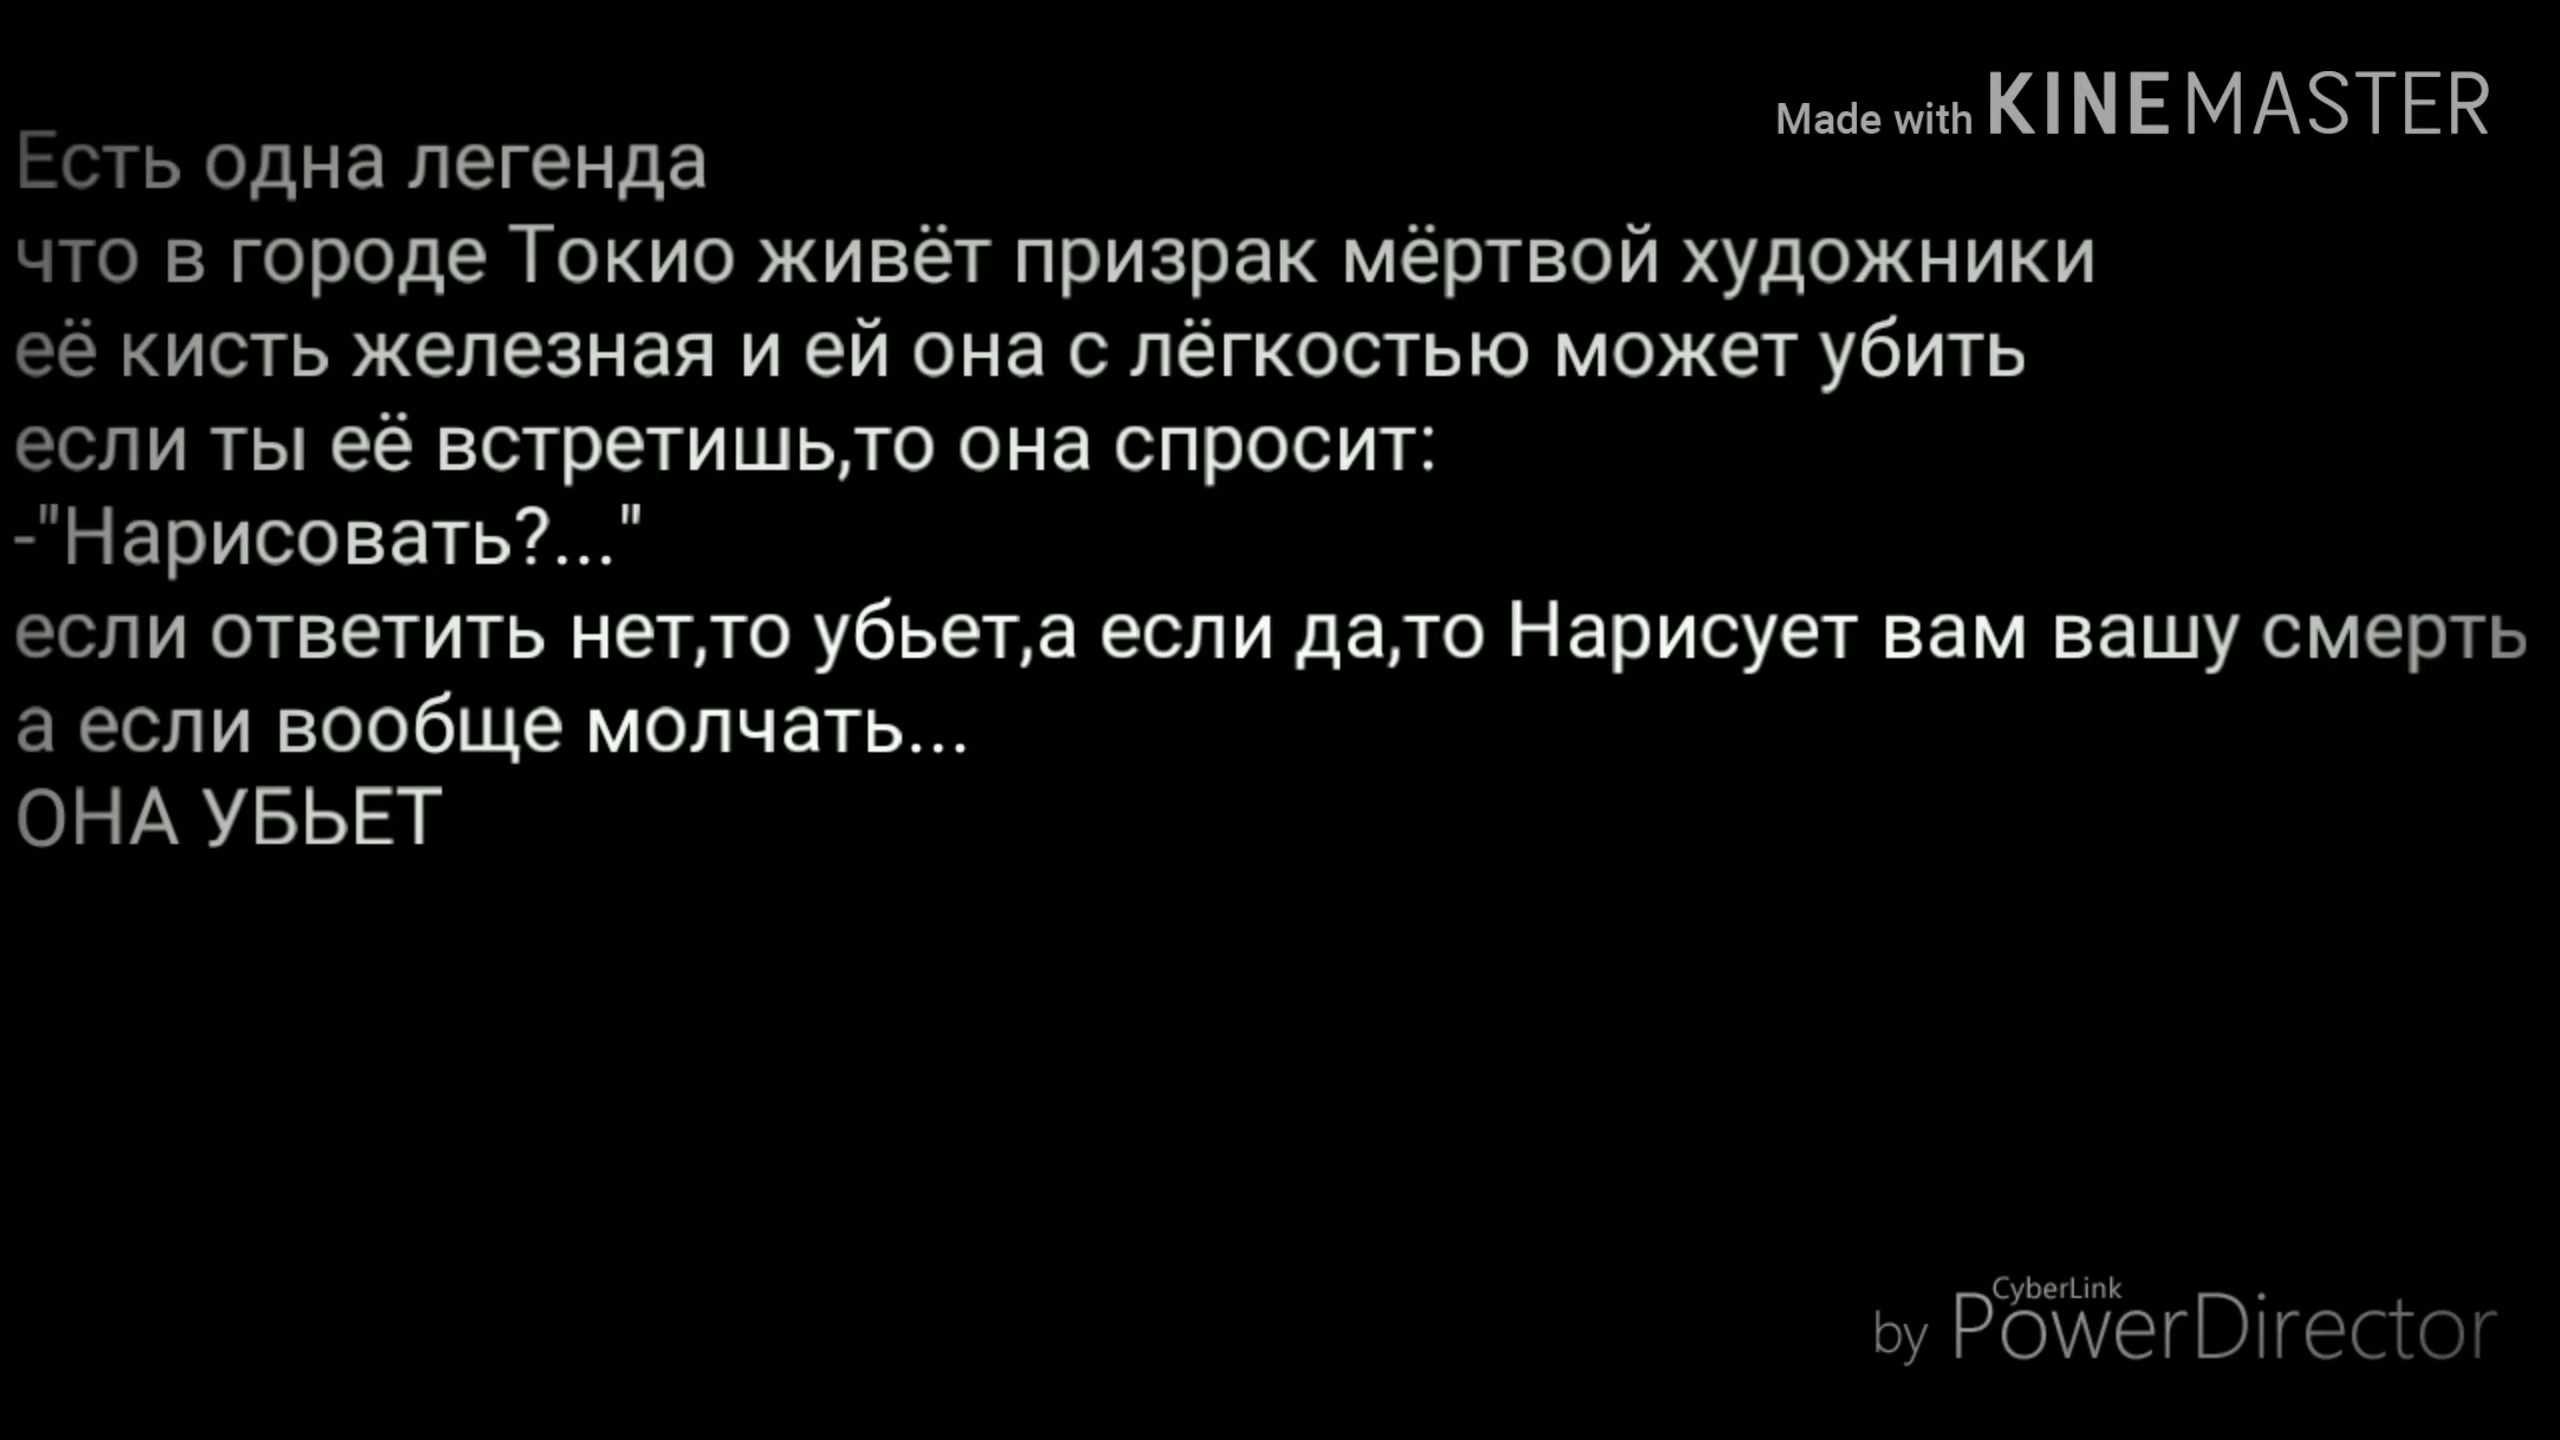 Made with KINEMASTER
Есть одна легенда
что в городе Токио живёт призрак мёртвой художники
её кисть железная и ей она с лёгкостью может убить
если ты её встретишь,то она спросит:
-"Нарисовать?..."
если ответить нет,то убьет,а если да,то Нарисует вам вашу смерть
а если вообще молчать...
ОНА УБЬЕТ
by CyberLink PowerDirector